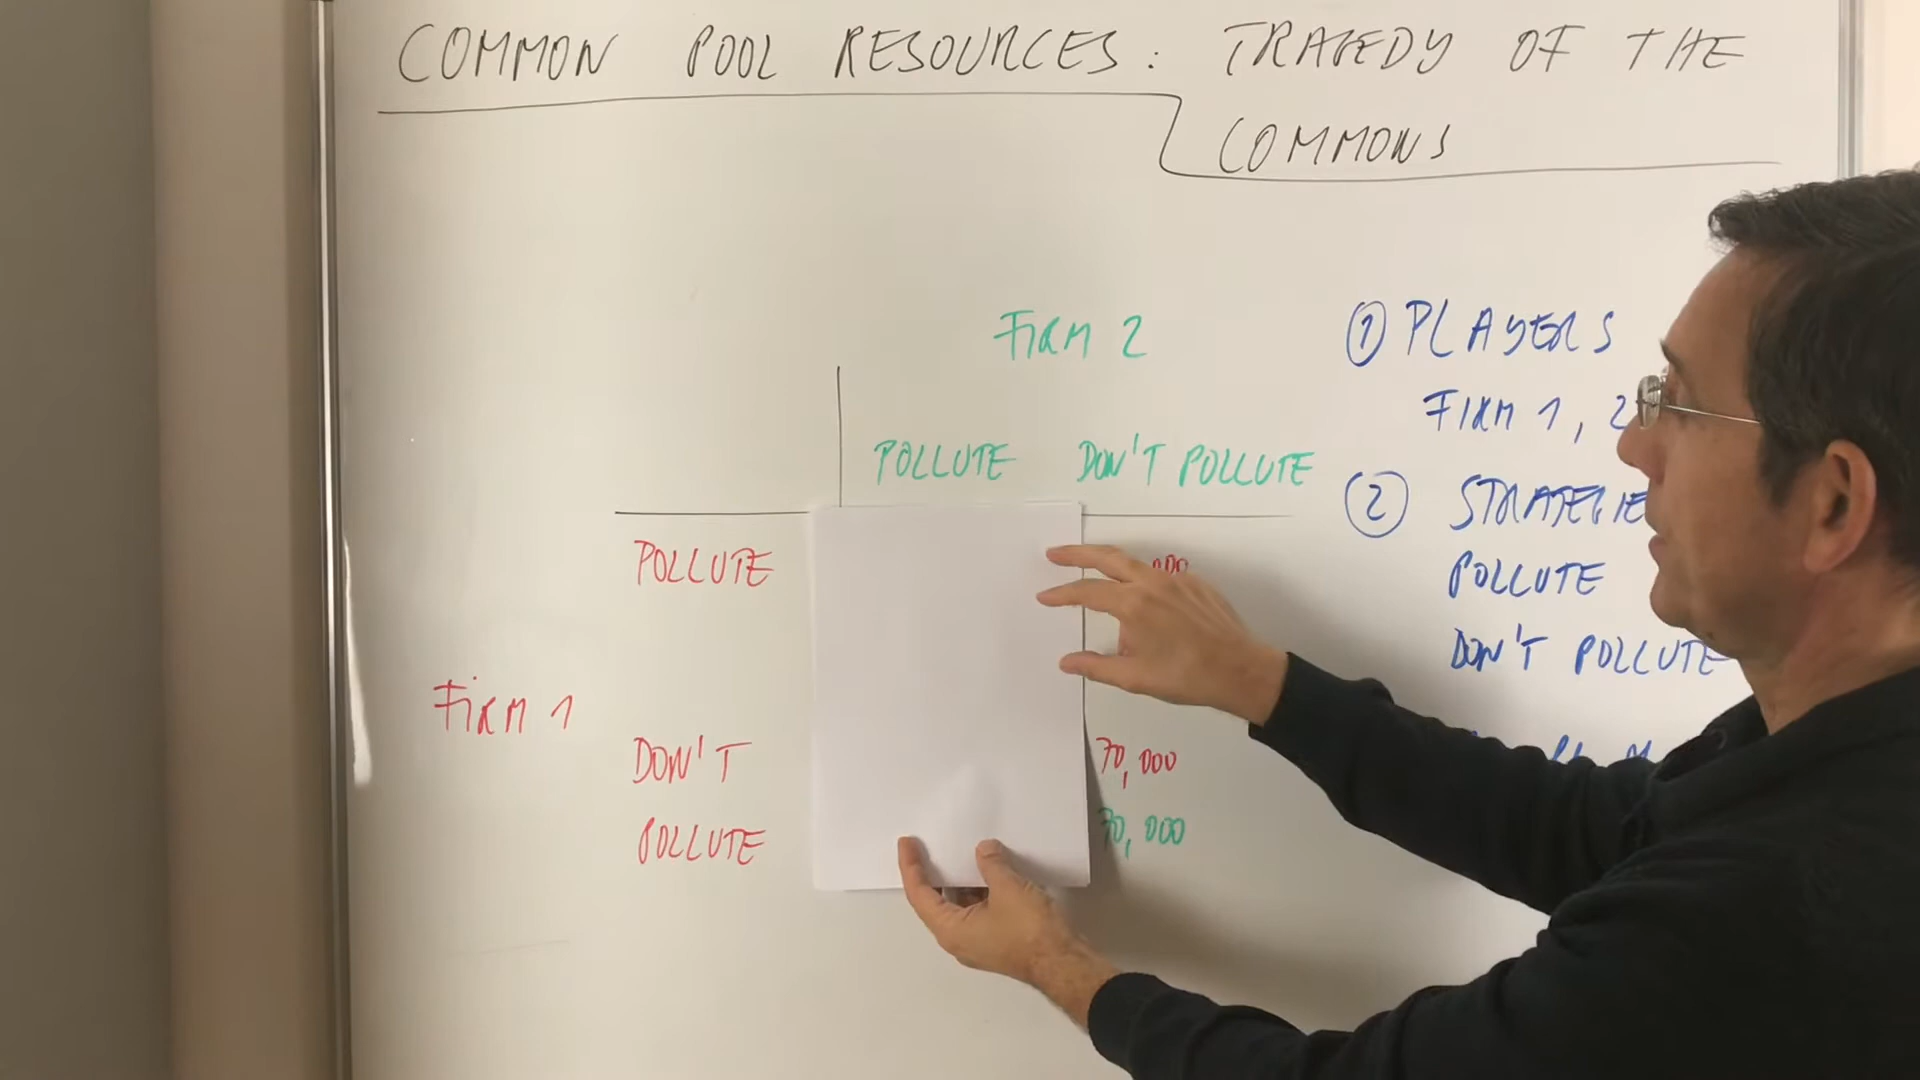 COMMON POOL RESOURCES: TRAGEDY OF THE
COMMONS
FIRM 2
POLLUTE DON'T POLLUTE
POLLUTE
FIRM 1
DON'T
POLLUTE
70,000
70,000
① PLAYERS
FIRM 1, 2
②
POLLUTE
DON'T POLLUTE